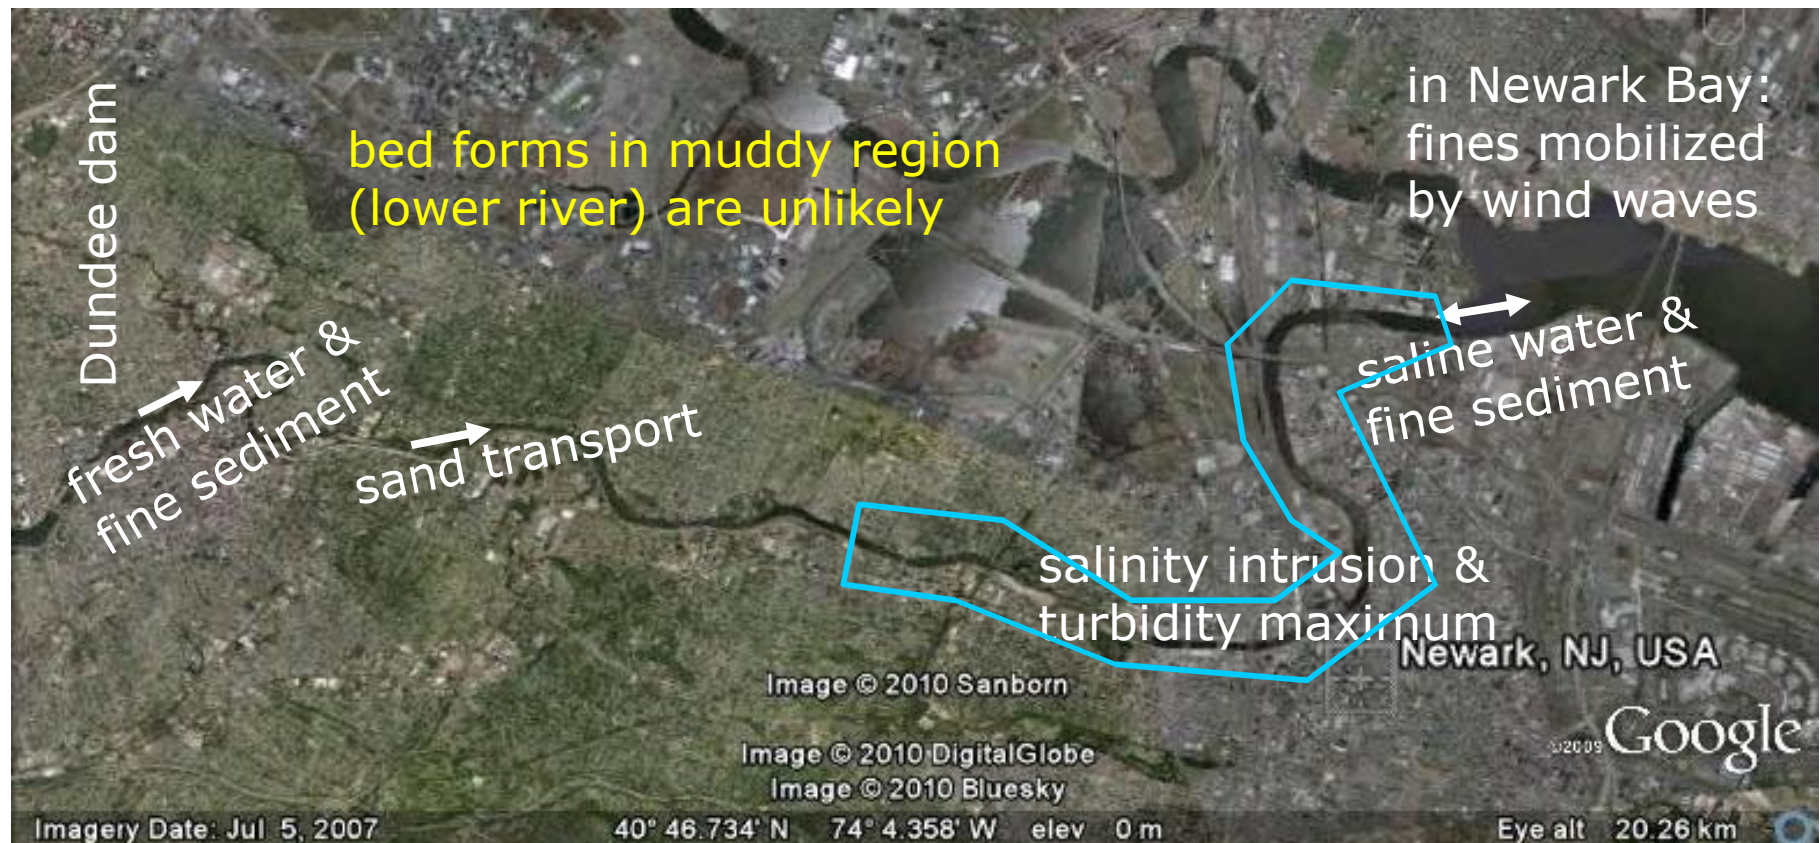 Dundee dam
bed forms in muddy region
(lower river) are unlikely
in Newark Bay:
fines mobilized
by wind waves
fresh water &
fine sediment
sand transport
saline water &
fine sediment
salinity intrusion &
turbidity maximum
Newark, NJ, USA
Image © 2010 Sanborn
Image © 2010 DigitalGlobe
Image © 2010 Bluesky
©2009 Google
Imagery Date: Jul 5, 2007 40° 46.734' N 74° 4.358' W elev 0 m Eye alt 20.26 km